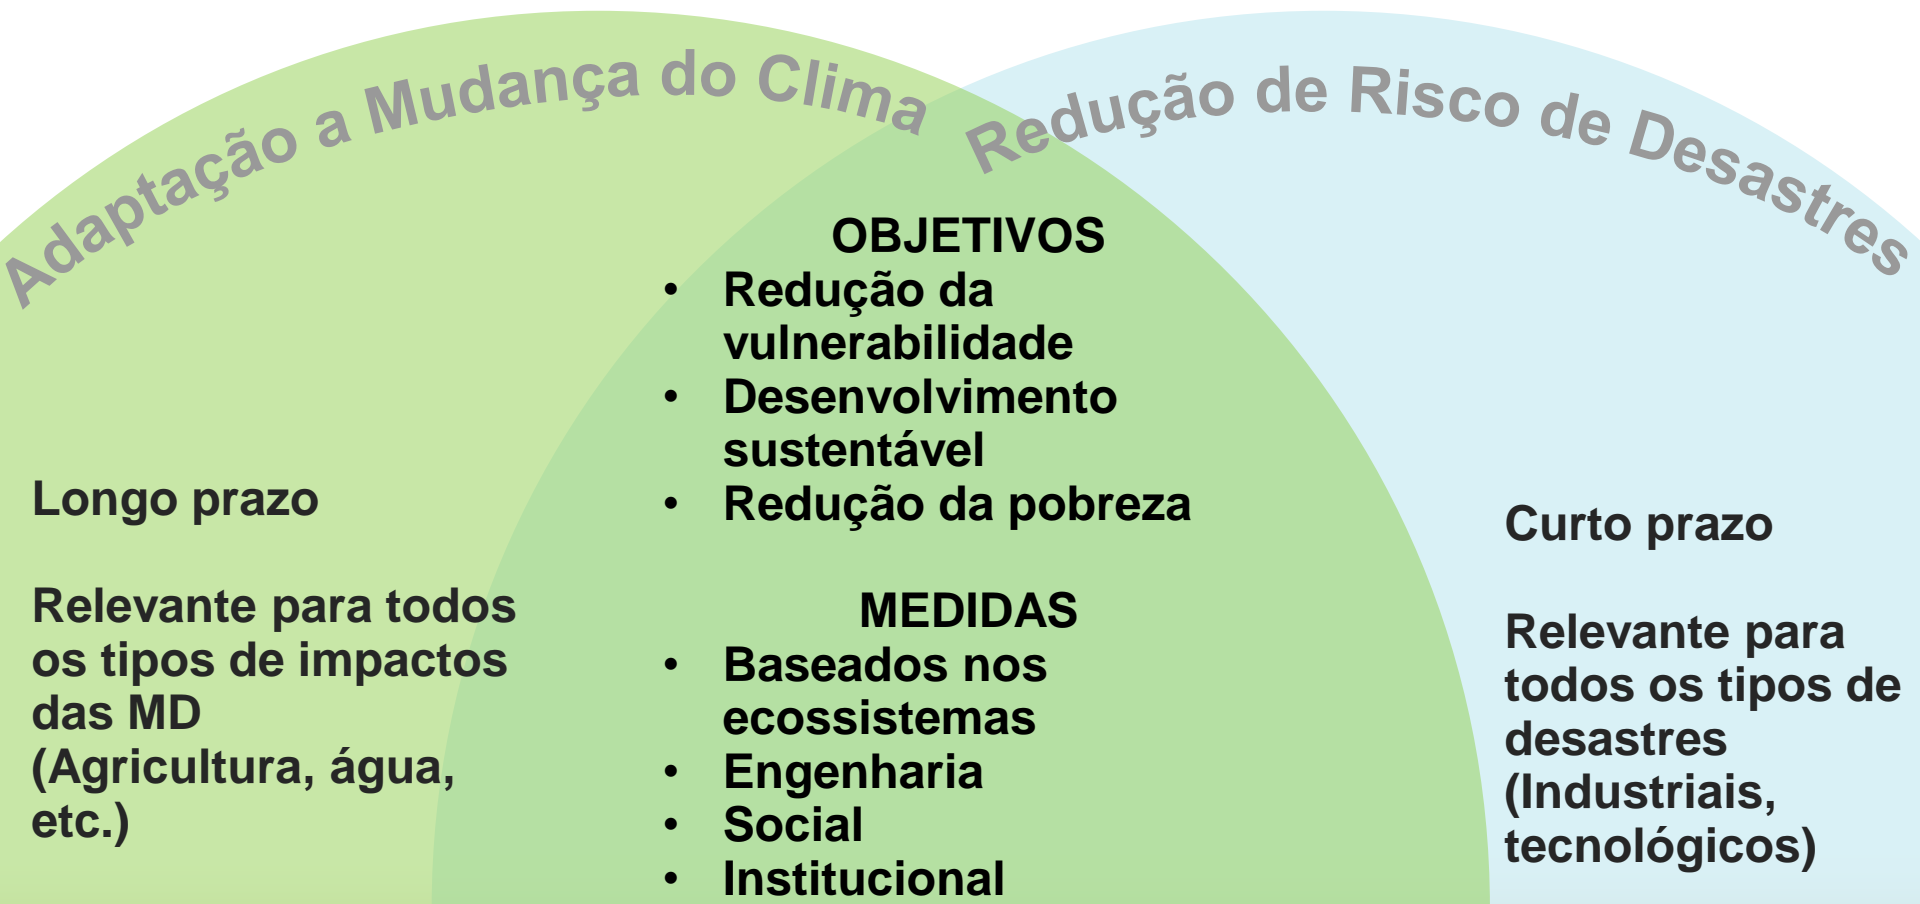 Adaptação a Mudança do Clima
Redução de Risco de Desastres
OBJETIVOS
• Redução da
vulnerabilidade
• Desenvolvimento
sustentável
• Redução da pobreza
MEDIDAS
• Baseados nos
ecossistemas
• Engenharia
• Social
• Institucional
Longo prazo
Relevante para todos
os tipos de impactos
das MD
(Agricultura, água,
etc.)
Curto prazo
Relevante para
todos os tipos de
desastres
(Industriais,
tecnológicos)